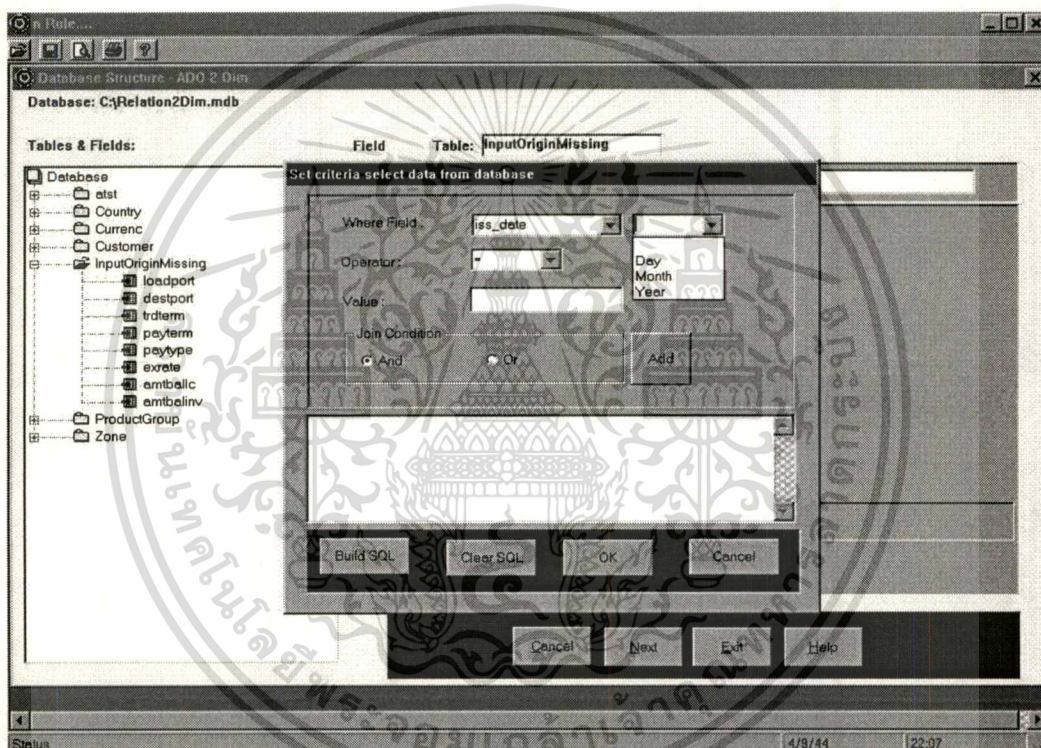 n Rule....
Database Structure - ADO 2 Dim
Database: C:\Relation2Dim.mdb
Tables & Fields:
Field
Table: InputOriginMissing
Database
atst
Country
Currenc
Customer
InputOriginMissing
loadport
destport
trdterm
payterm
paytype
exrate
amtballc
amtbalinv
ProductGroup
Zone
Set criteria select data from database
Where Field :
iss_date
Day
Month
Year
Operator :
=
Value :
Join Condition
And
Or
Add
Build SQL
Clear SQL
OK
Cancel
Cancel
Next
Exit
Help
Status
4/9/44
22:07